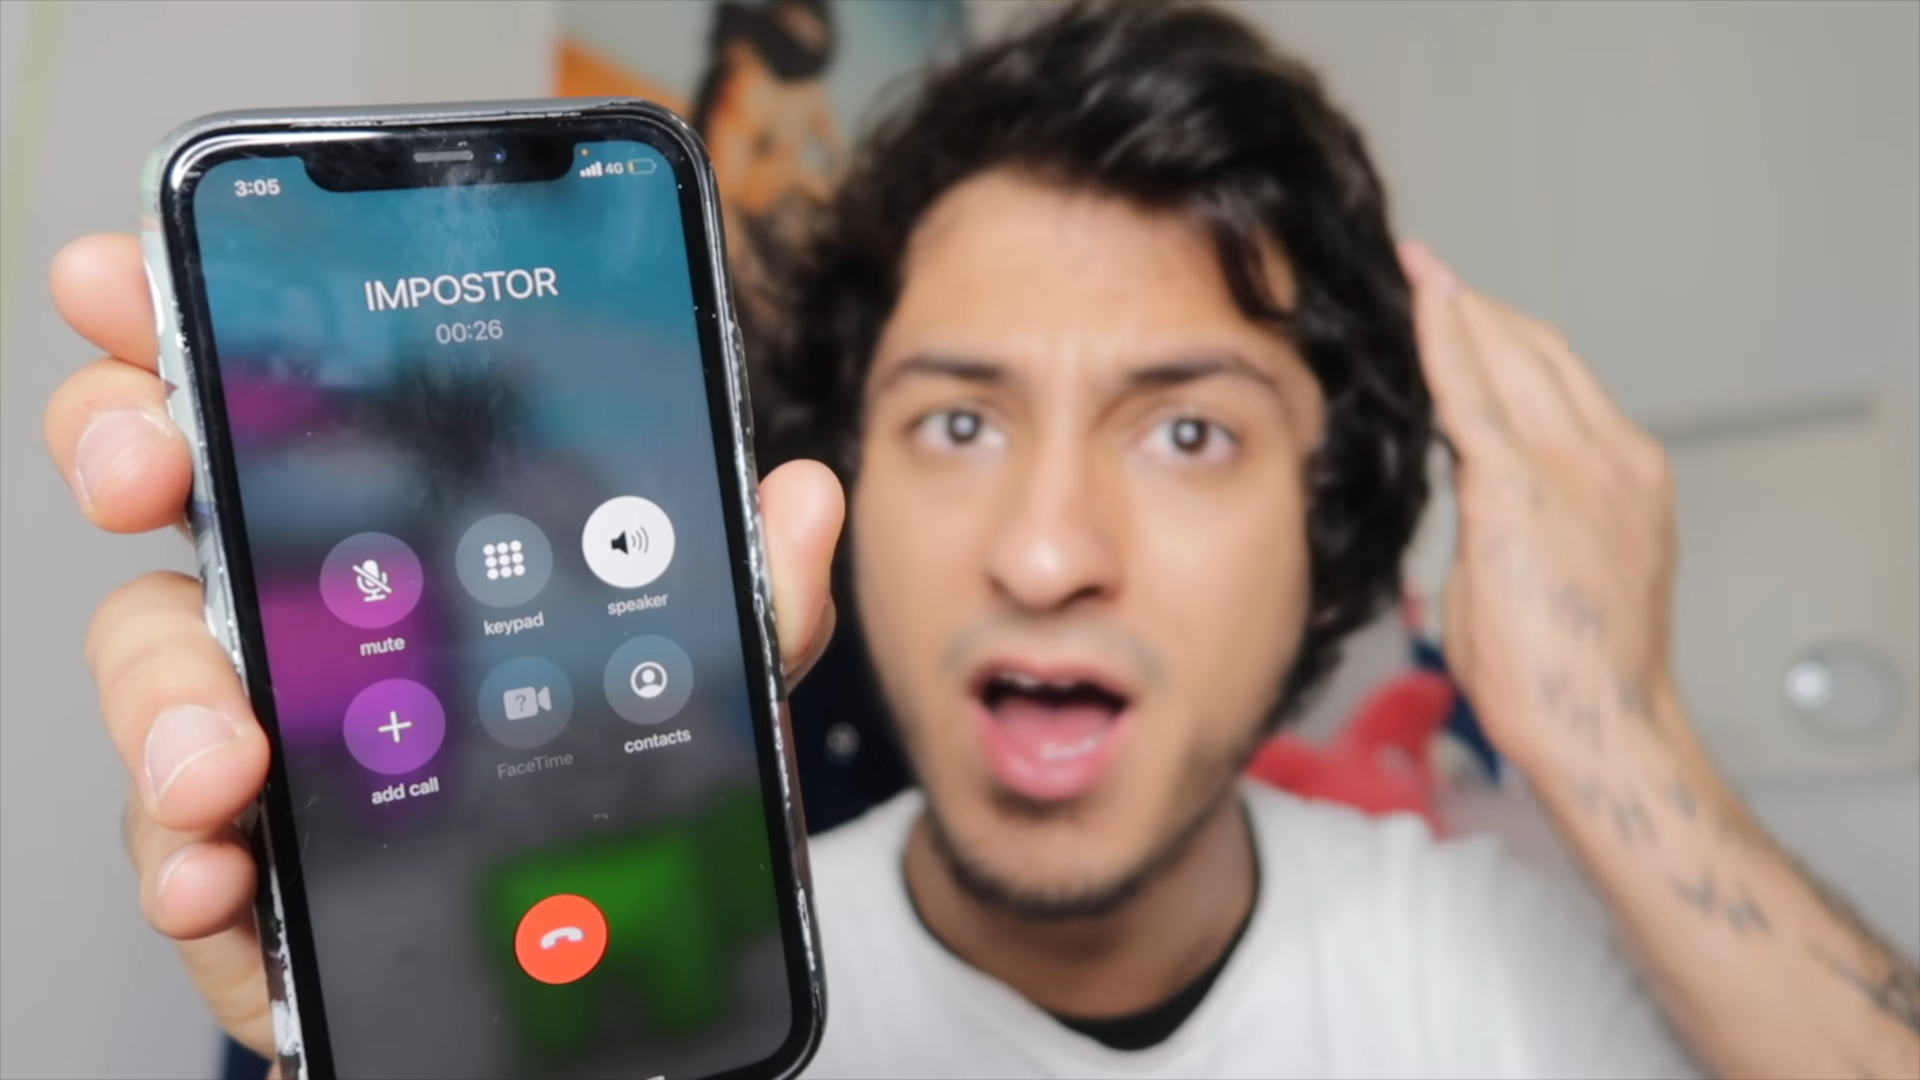 3:05
4G
IMPOSTOR
00:26
mute
keypad
speaker
add call
?
FaceTime
contacts